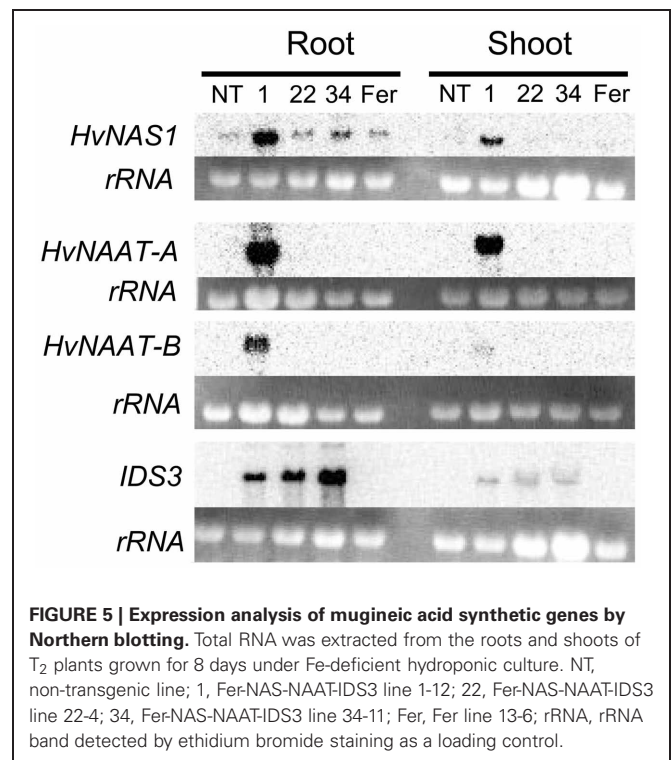 Root Shoot
NT 1 22 34 Fer NT 1 22 34 Fer
HvNAS1
rRNA
HvNAAT-A
rRNA
HvNAAT-B
rRNA
IDS3
rRNA
FIGURE 5 | Expression analysis of mugineic acid synthetic genes by
Northern blotting. Total RNA was extracted from the roots and shoots of
T₂ plants grown for 8 days under Fe-deficient hydroponic culture. NT,
non-transgenic line; 1, Fer-NAS-NAAT-IDS3 line 1-12; 22, Fer-NAS-NAAT-IDS3
line 22-4; 34, Fer-NAS-NAAT-IDS3 line 34-11; Fer, Fer line 13-6; rRNA, rRNA
band detected by ethidium bromide staining as a loading control.